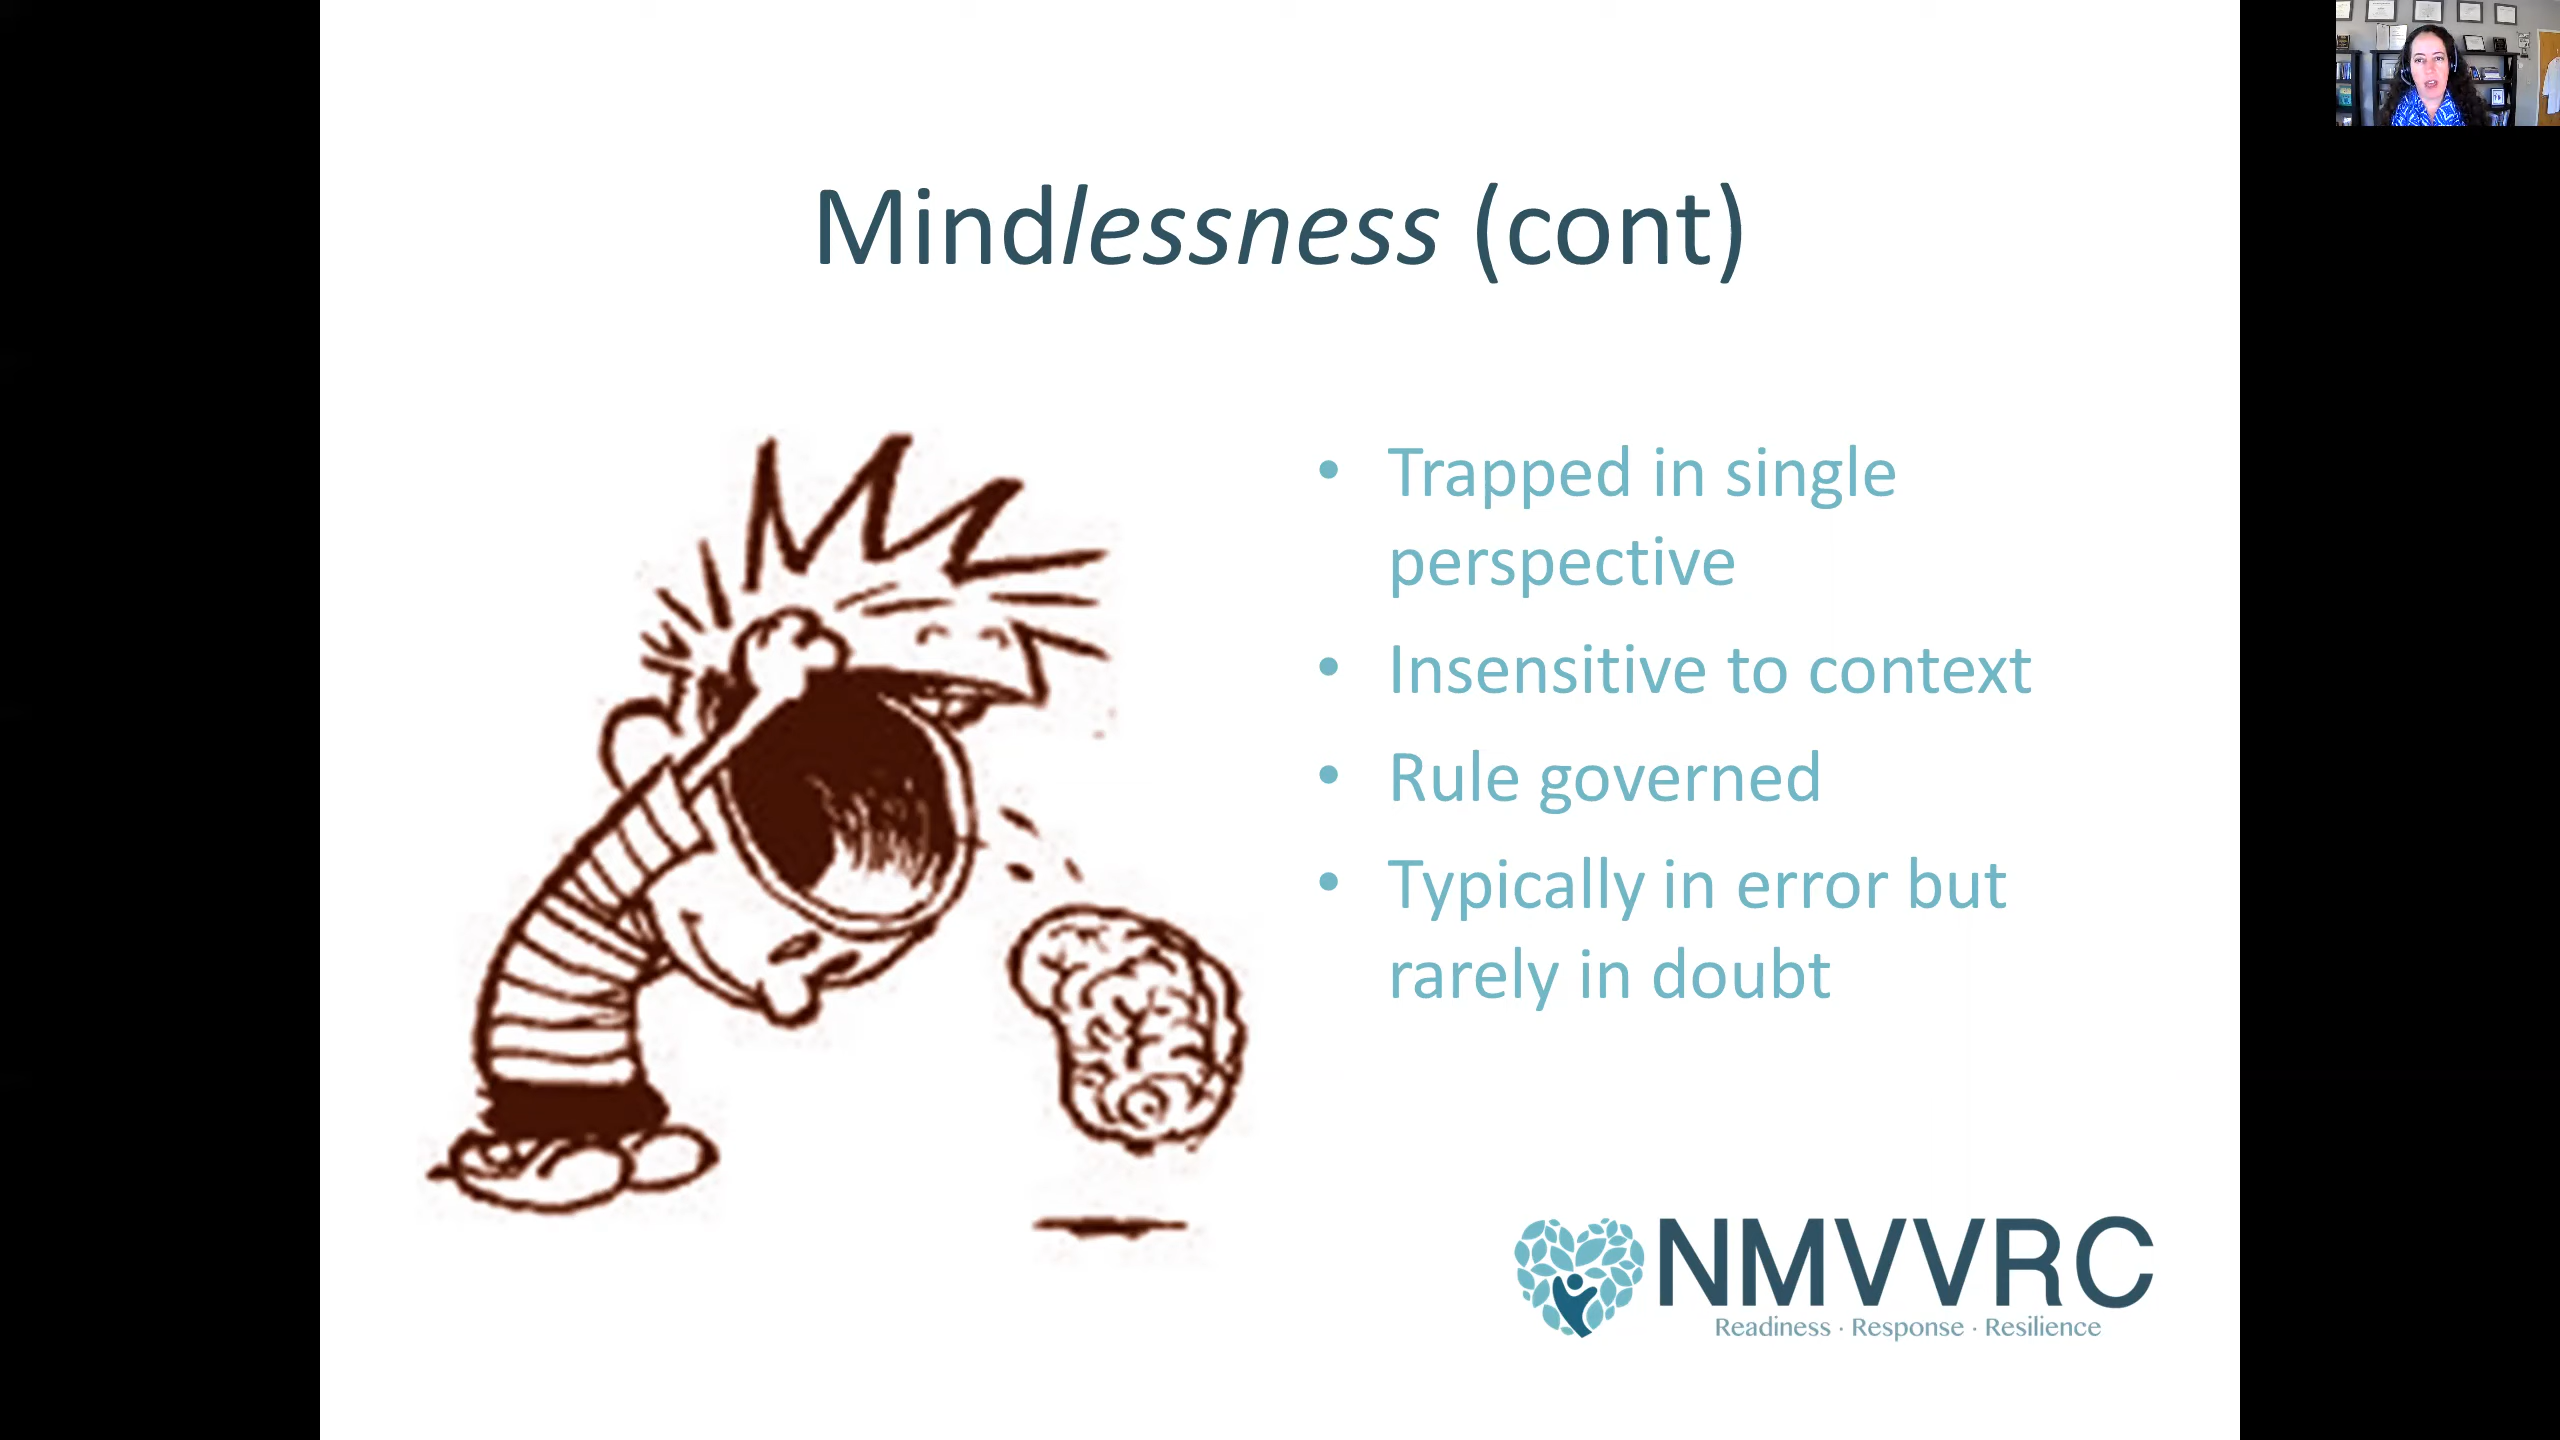 Mindlessness (cont)
• Trapped in single
perspective
• Insensitive to context
• Rule governed
• Typically in error but
rarely in doubt
NMVVRC
Readiness · Response · Resilience